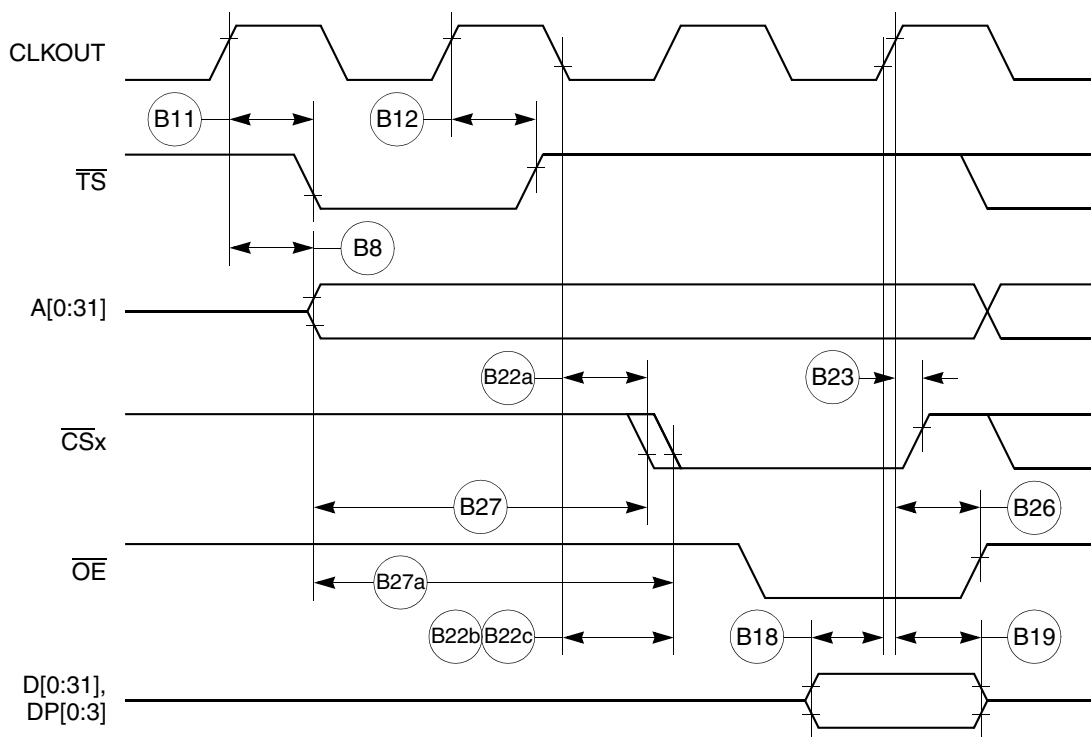 CLKOUT
B11
B12
TS
B8
A[0:31]
B22a
B23
CSx
B27
B26
OE
B27a
B22b
B22c
B18
B19
D[0:31],
DP[0:3]